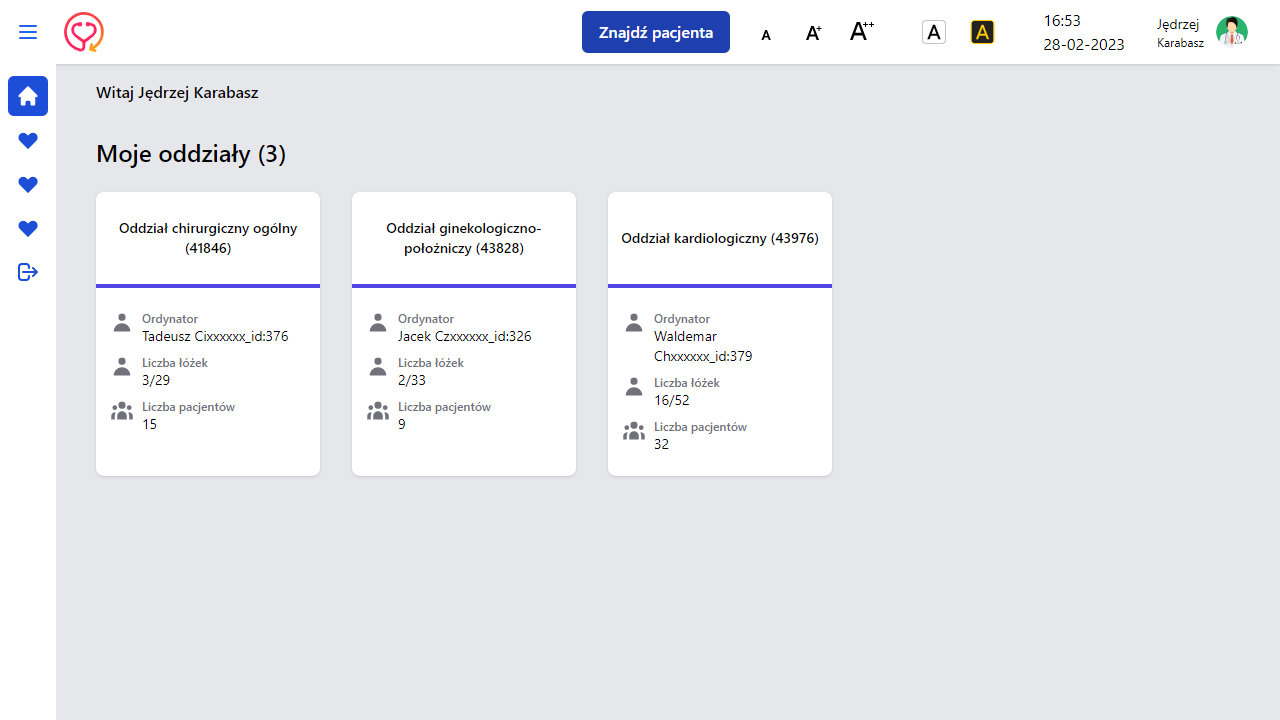 Znajdź pacjenta
A
A+
A++
A
A
16:53
28-02-2023
Jędrzej
Karabasz
Witaj Jędrzej Karabasz
Moje oddziały (3)
Oddział chirurgiczny ogólny
(41846)
Ordynator
Tadeusz Cixxxxxx_id:376
Liczba łóżek
3/29
Liczba pacjentów
15
Oddział ginekologiczno-
położniczy (43828)
Ordynator
Jacek Czxxxxxx_id:326
Liczba łóżek
2/33
Liczba pacjentów
9
Oddział kardiologiczny (43976)
Ordynator
Waldemar
Chxxxxxx_id:379
Liczba łóżek
16/52
Liczba pacjentów
32